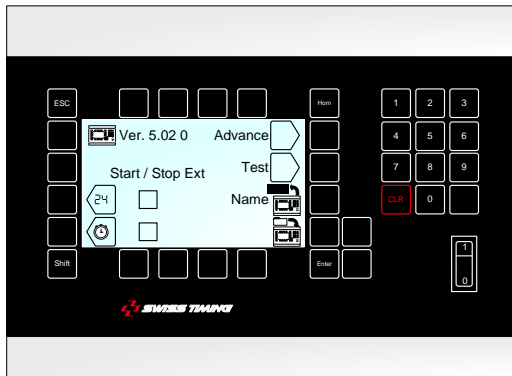 ESC
Horn
1 2 3
Ver. 5.02 0 Advance
4 5 6
Start / Stop Ext Test
7 8 9
24 Name
CLR 0
Shift
Enter
1
0
SWISS TIMING